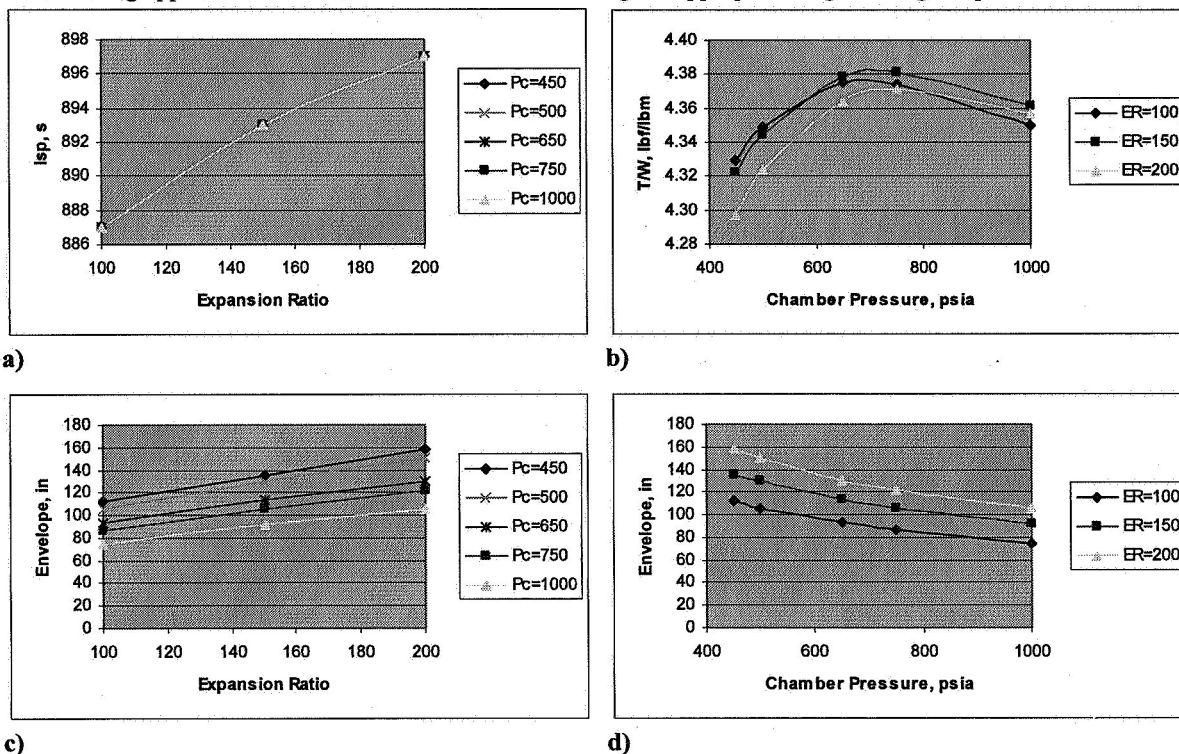 898
896
894
892
890
888
886
Isp, s
100 120 140 160 180 200
Expansion Ratio
Pc=450
Pc=500
Pc=650
Pc=750
Pc=1000
a)
4.40
4.38
4.36
4.34
4.32
4.30
4.28
T/W, lbf/lbm
400 600 800 1000
Chamber Pressure, psia
ER=100
ER=150
ER=200
b)
180
160
140
120
100
80
60
40
20
0
Envelope, in
100 120 140 160 180 200
Expansion Ratio
Pc=450
Pc=500
Pc=650
Pc=750
Pc=1000
c)
180
160
140
120
100
80
60
40
20
0
Envelope, in
400 600 800 1000
Chamber Pressure, psia
ER=100
ER=150
ER=200
d)